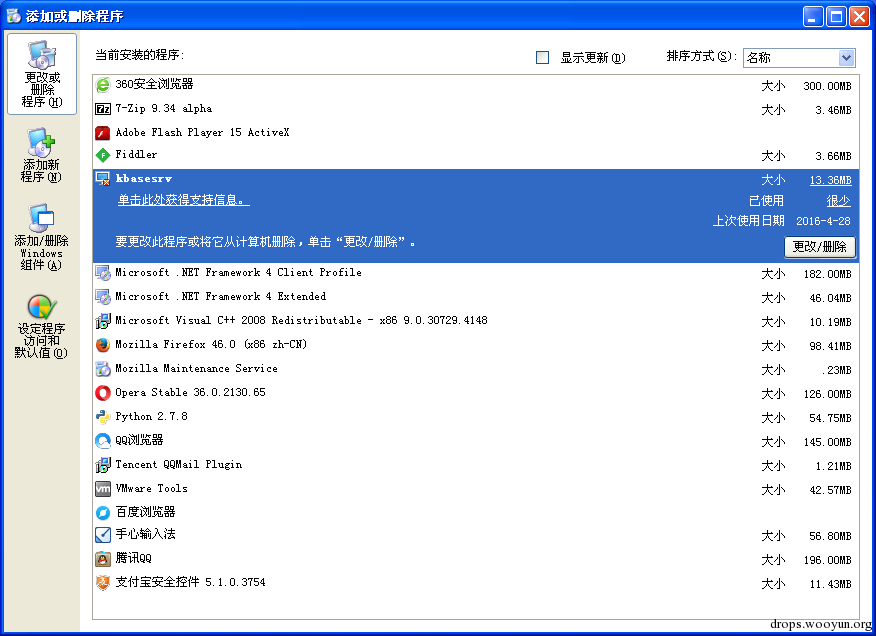 添加或删除程序
更改或
删除
程序(H)
添加新
程序(N)
添加/删除
Windows
组件(A)
设定程序
访问和
默认值(O)
当前安装的程序:
显示更新(D)
排序方式(S):
名称
360安全浏览器 大小 300.00MB
7-Zip 9.34 alpha 大小 3.46MB
Adobe Flash Player 15 ActiveX
Fiddler 大小 3.66MB
kbasesrv 大小 13.36MB
单击此处获得支持信息。 已使用 很少
上次使用日期 2016-4-28
要更改此程序或将它从计算机删除，单击“更改/删除”。 更改/删除
Microsoft .NET Framework 4 Client Profile 大小 182.00MB
Microsoft .NET Framework 4 Extended 大小 46.04MB
Microsoft Visual C++ 2008 Redistributable - x86 9.0.30729.4148 大小 10.19MB
Mozilla Firefox 46.0 (x86 zh-CN) 大小 98.41MB
Mozilla Maintenance Service 大小 .23MB
Opera Stable 36.0.2130.65 大小 126.00MB
Python 2.7.8 大小 54.75MB
QQ浏览器 大小 145.00MB
Tencent QQMail Plugin 大小 1.21MB
vm VMware Tools 大小 42.57MB
百度浏览器
手心输入法 大小 56.80MB
腾讯QQ 大小 196.00MB
支付宝安全控件 5.1.0.3754 大小 11.43MB
drops.wooyun.org